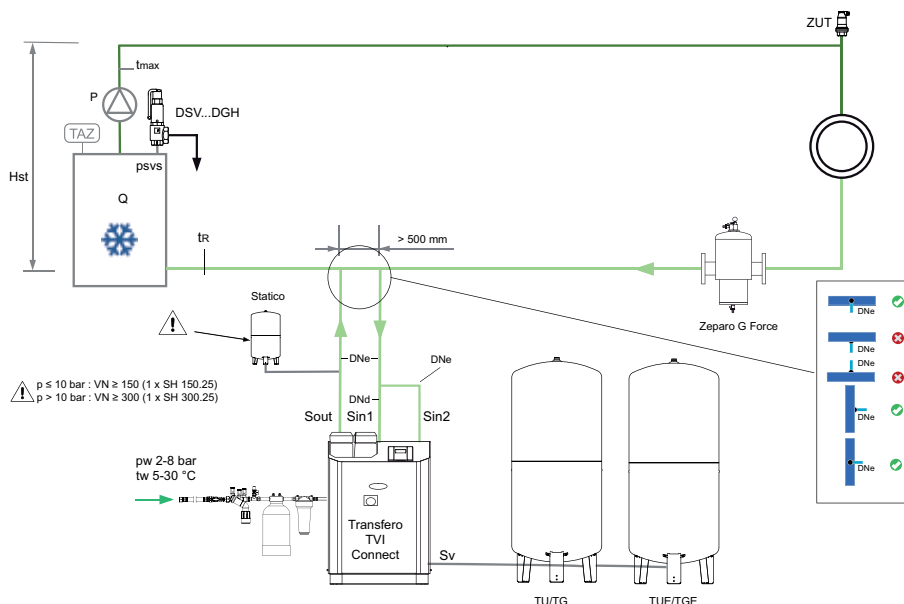 ZUT
tmax
P
DSV...DGH
TAZ
psvs
Hst
Q
tR
> 500 mm
Zeparo G Force
Statico
DNe
DNe
DNe
DNe
DNe
DNe
DNe
DNd
p ≤ 10 bar : VN ≥ 150 (1 x SH 150.25)
p > 10 bar : VN ≥ 300 (1 x SH 300.25)
Sout
Sin1
Sin2
pw 2-8 bar
tw 5-30 °C
Transfero
TVI
Connect
Sv
TU/TG
TUE/TGE